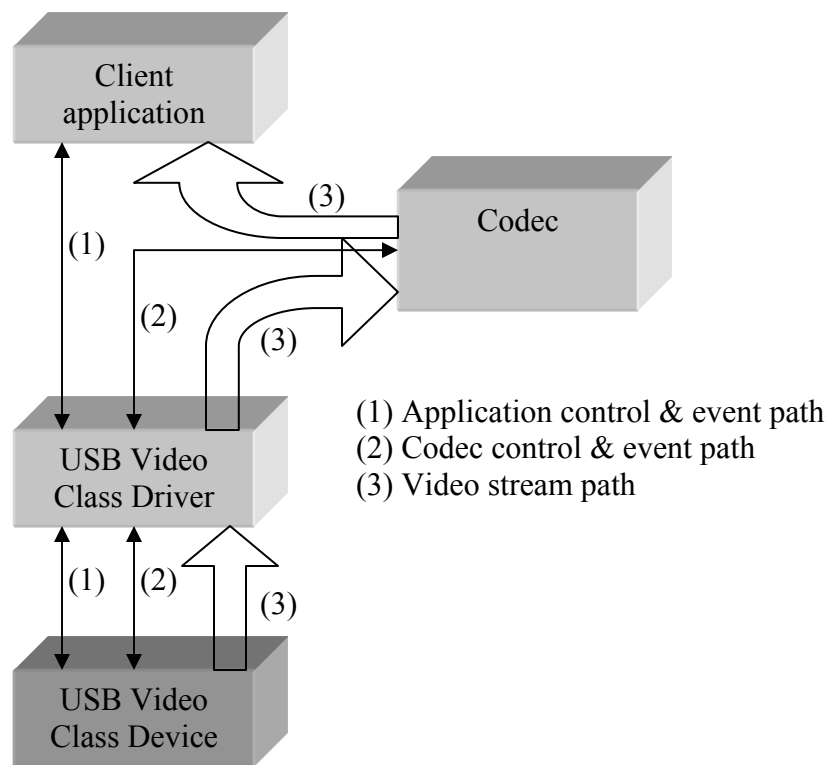 Client
application
(3)
Codec
(1)
(2)
(3)
(1) Application control & event path
(2) Codec control & event path
(3) Video stream path
USB Video
Class Driver
(1)
(2)
(3)
USB Video
Class Device